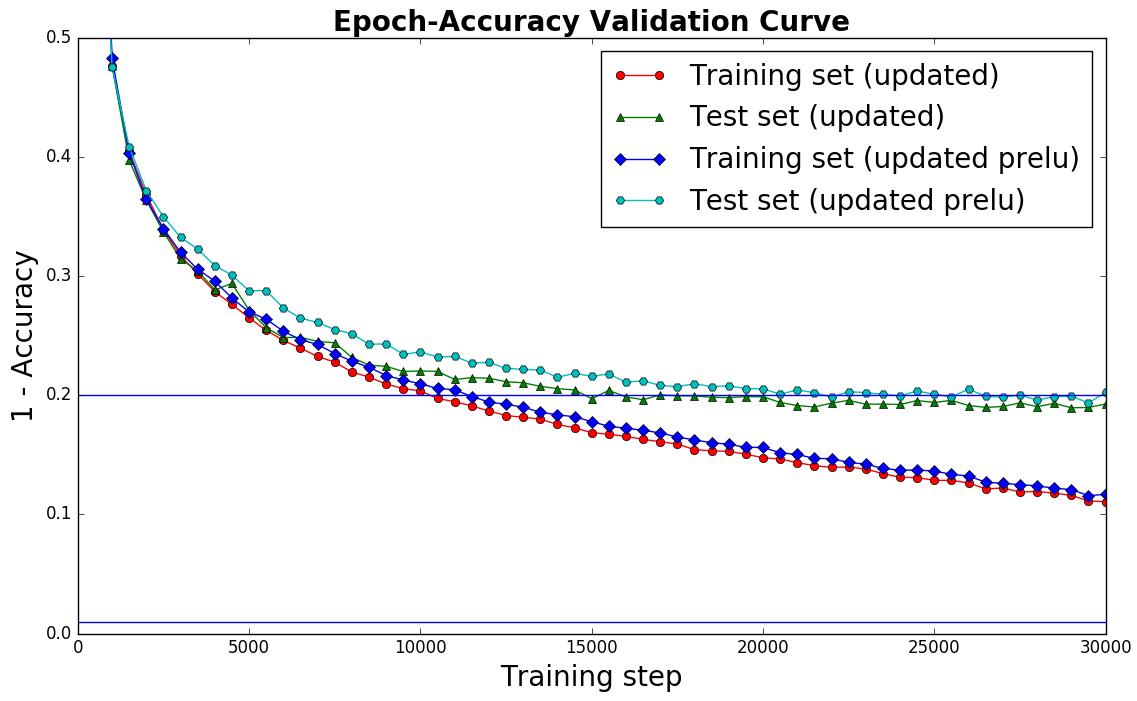 Epoch-Accuracy Validation Curve
0.5
0.4
0.3
0.2
0.1
0.0
1 - Accuracy
Training set (updated)
Test set (updated)
Training set (updated prelu)
Test set (updated prelu)
0
5000
10000
15000
20000
25000
30000
Training step